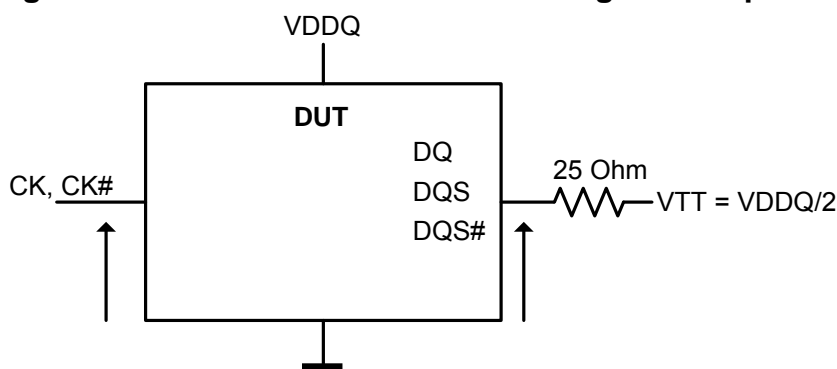 VDDQ
DUT
DQ
CK, CK#
DQS
25 Ohm
VTT = VDDQ/2
DQS#